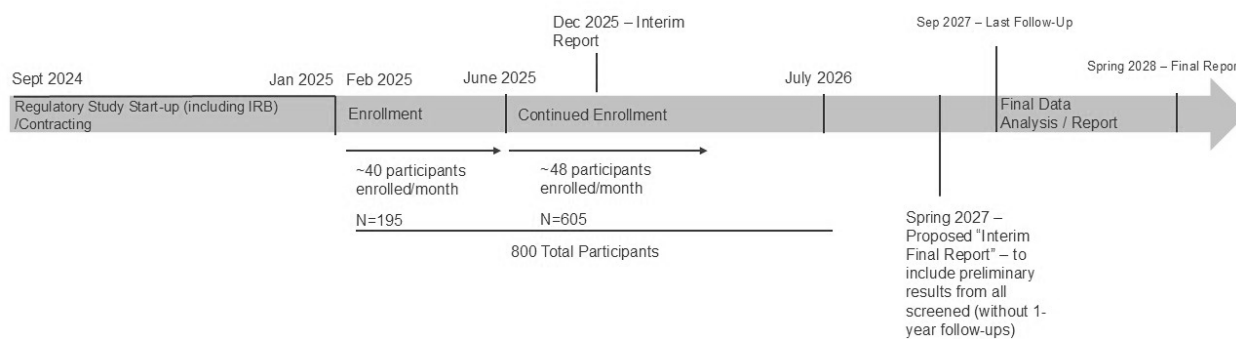 Dec 2025 – Interim
Report
Sep 2027 – Last Follow-Up
Sept 2024
Jan 2025
Feb 2025
June 2025
July 2026
Spring 2028 – Final Report
Regulatory Study Start-up (including IRB)
/Contracting
Enrollment
Continued Enrollment
Final Data
Analysis / Report
~40 participants
enrolled/month
~48 participants
enrolled/month
N=195
N=605
800 Total Participants
Spring 2027 –
Proposed “Interim
Final Report” – to
include preliminary
results from all
screened (without 1-
year follow-ups)